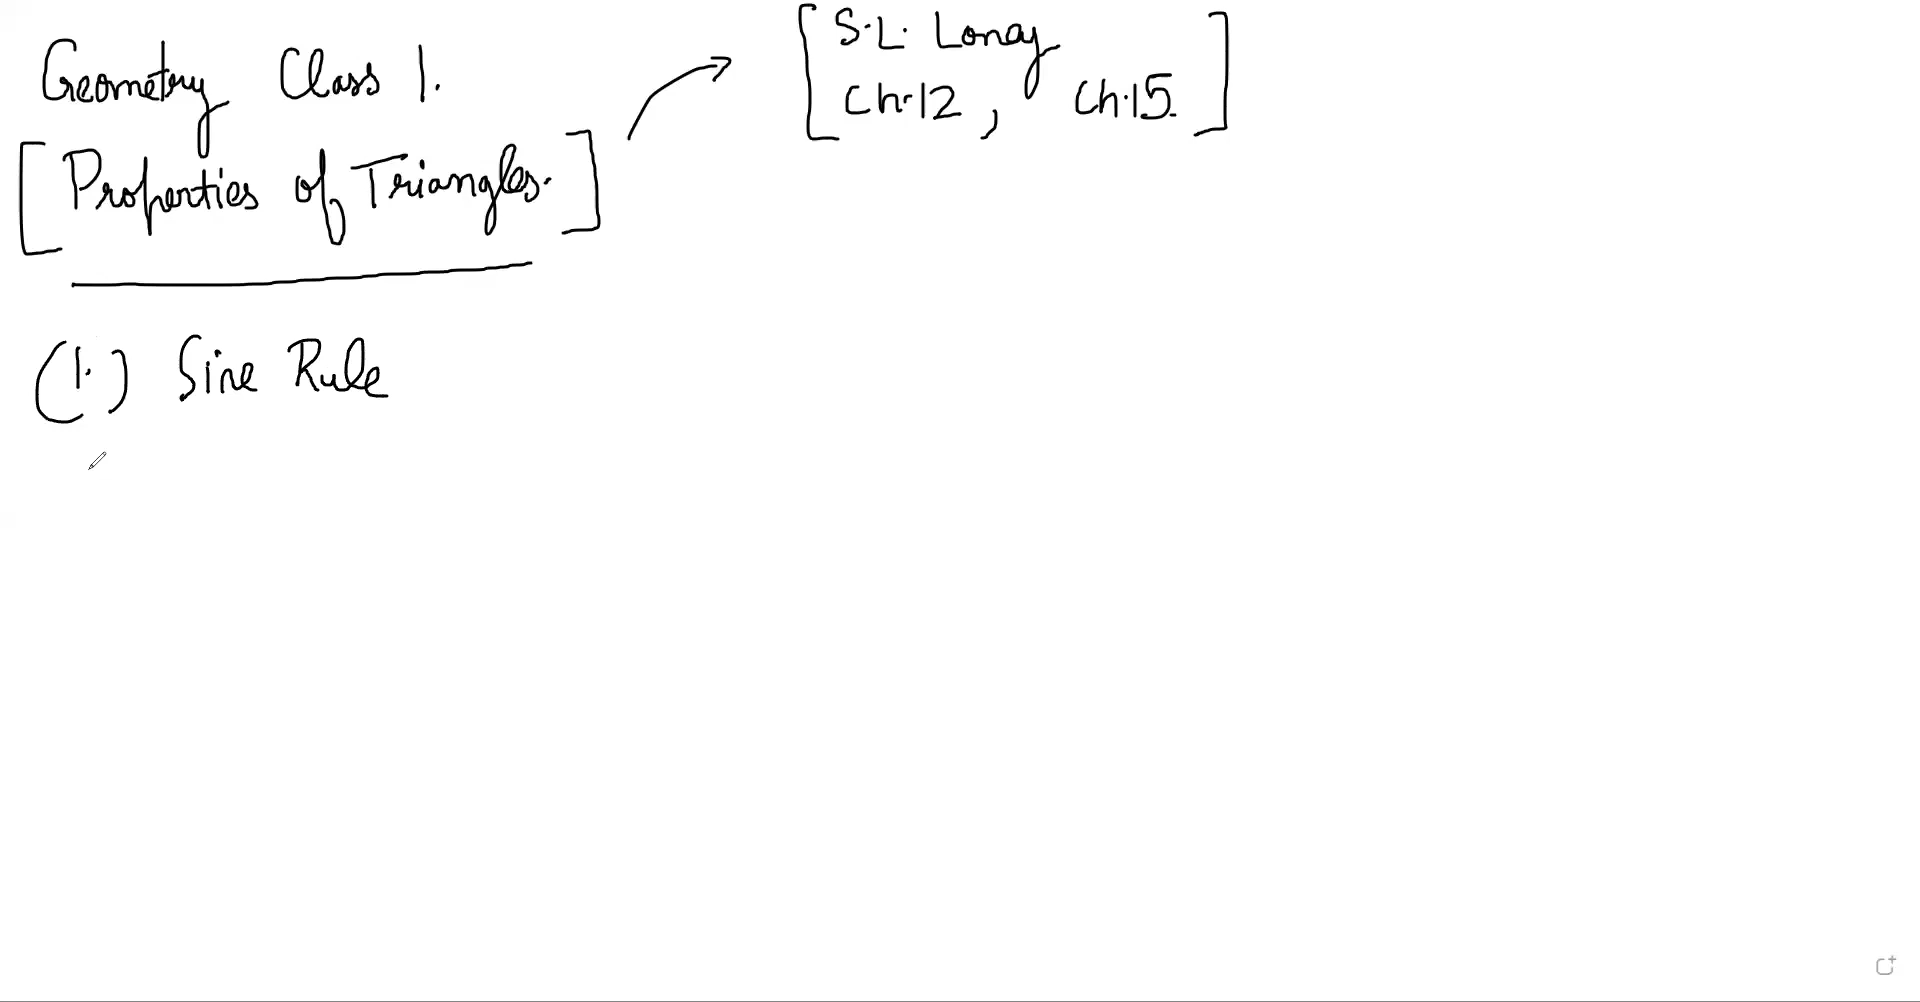 Geometry Class 1.
[Properties of Triangles.]
[S.L. Loney
Ch.12, Ch.15.]
(1.) Sine Rule